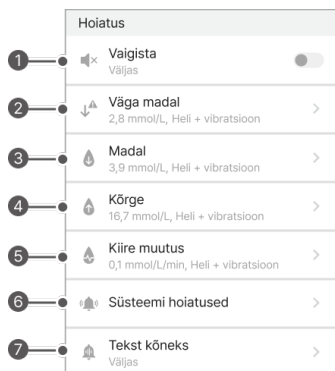 Hoiatus
1 Vaigista
Väljas
2 Väga madal
2,8 mmol/L, Heli + vibratsioon
3 Madal
3,9 mmol/L, Heli + vibratsioon
4 Kõrge
16,7 mmol/L, Heli + vibratsioon
5 Kiire muutus
0,1 mmol/L/min, Heli + vibratsioon
6 Süsteemi hoiatused
7 Tekst kõneks
Väljas